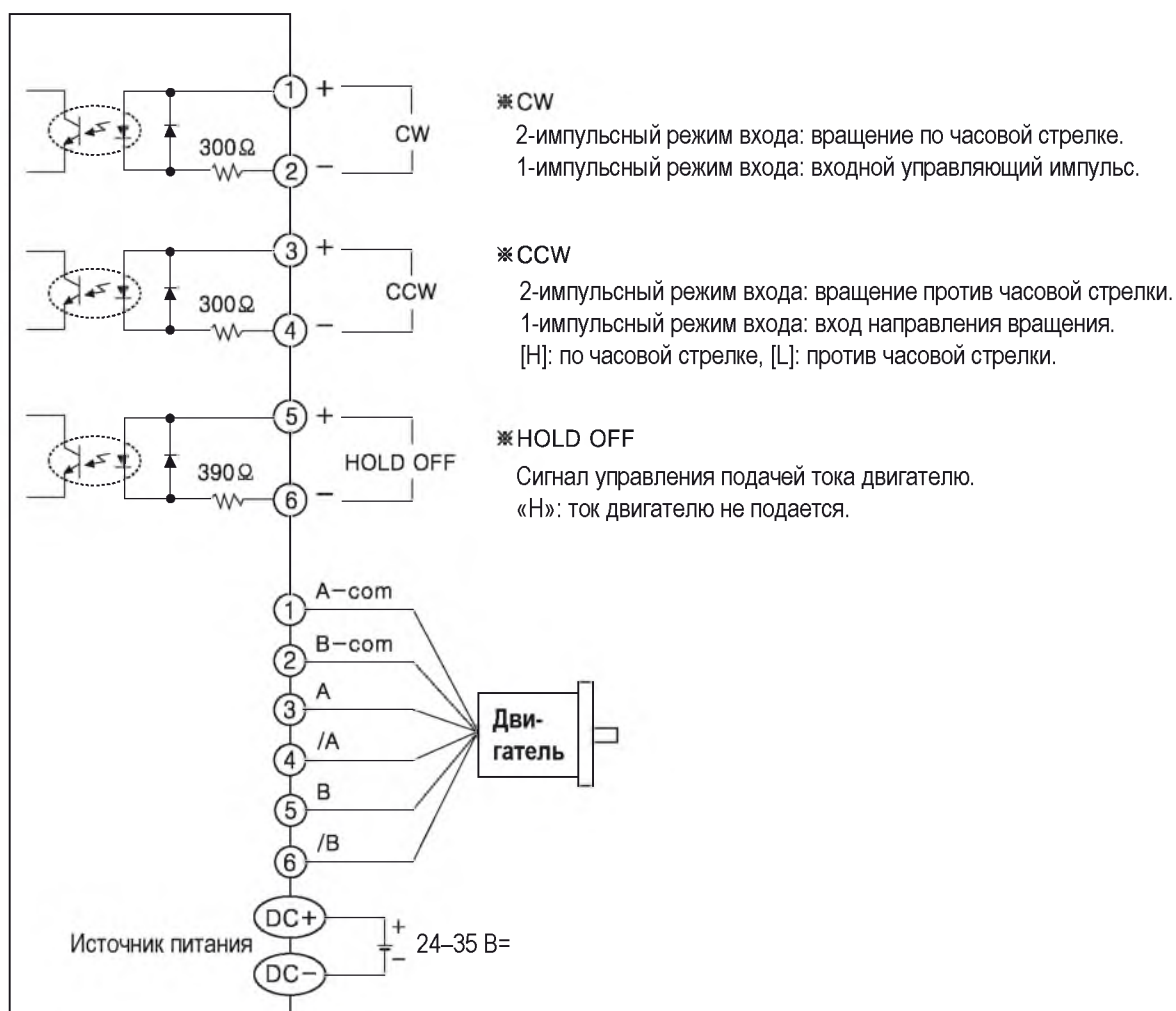 1 +
CW
300Ω
2 −
※CW
2-импульсный режим входа: вращение по часовой стрелке.
1-импульсный режим входа: входной управляющий импульс.
3 +
CCW
300Ω
4 −
※CCW
2-импульсный режим входа: вращение против часовой стрелки.
1-импульсный режим входа: вход направления вращения.
[H]: по часовой стрелке, [L]: против часовой стрелки.
5 +
HOLD OFF
390Ω
6 −
※HOLD OFF
Сигнал управления подачей тока двигателю.
«H»: ток двигателю не подается.
1 A−com
2 B−com
3 A
4 /A
5 B
6 /B
Дви-
гатель
DC+
Источник питания
+
−
24–35 В=
DC−